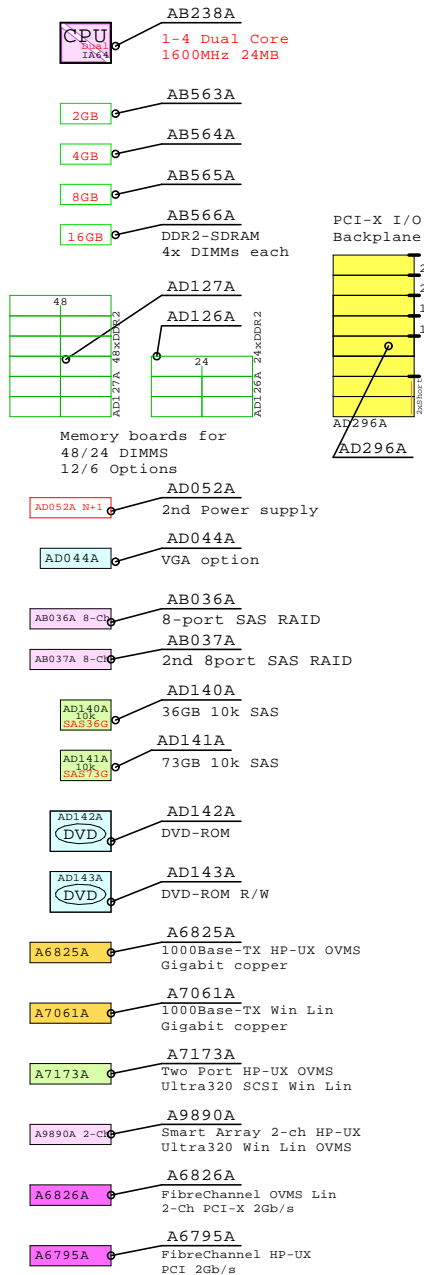 AB238A
CPU
Dual
IA64
1-4 Dual Core
1600MHz 24MB
AB563A
2GB
AB564A
4GB
AB565A
8GB
AB566A
16GB
DDR2-SDRAM
4x DIMMs each
PCI-X I/O
Backplane
2
2
1
1
2xShort
AD296A
AD296A
AD127A
48
AD127A 48xDDR2
AD126A
24
AD126A 24xDDR2
Memory boards for
48/24 DIMMS
12/6 Options
AD052A
AD052A N+1
2nd Power supply
AD044A
AD044A
VGA option
AB036A
AB036A 8-Ch
8-port SAS RAID
AB037A
AB037A 8-Ch
2nd 8port SAS RAID
AD140A
AD140A
10k
SAS36G
36GB 10k SAS
AD141A
AD141A
10k
SAS73G
73GB 10k SAS
AD142A
AD142A
DVD
DVD-ROM
AD143A
AD143A
DVD
DVD-ROM R/W
A6825A
A6825A
1000Base-TX HP-UX OVMS
Gigabit copper
A7061A
A7061A
1000Base-TX Win Lin
Gigabit copper
A7173A
A7173A
Two Port HP-UX OVMS
Ultra320 SCSI Win Lin
A9890A
A9890A 2-Ch
Smart Array 2-ch HP-UX
Ultra320 Win Lin OVMS
A6826A
A6826A
FibreChannel OVMS Lin
2-Ch PCI-X 2Gb/s
A6795A
A6795A
FibreChannel HP-UX
PCI 2Gb/s